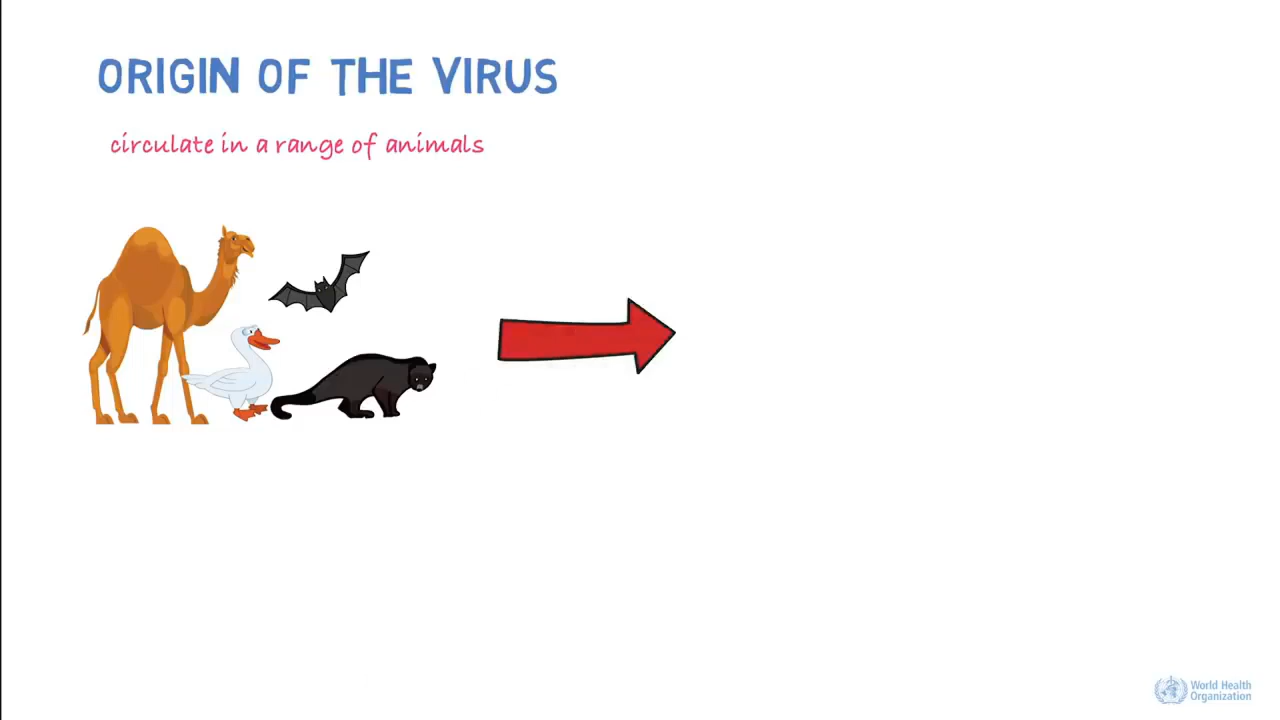 ORIGIN OF THE VIRUS
circulate in a range of animals
World Health
Organization